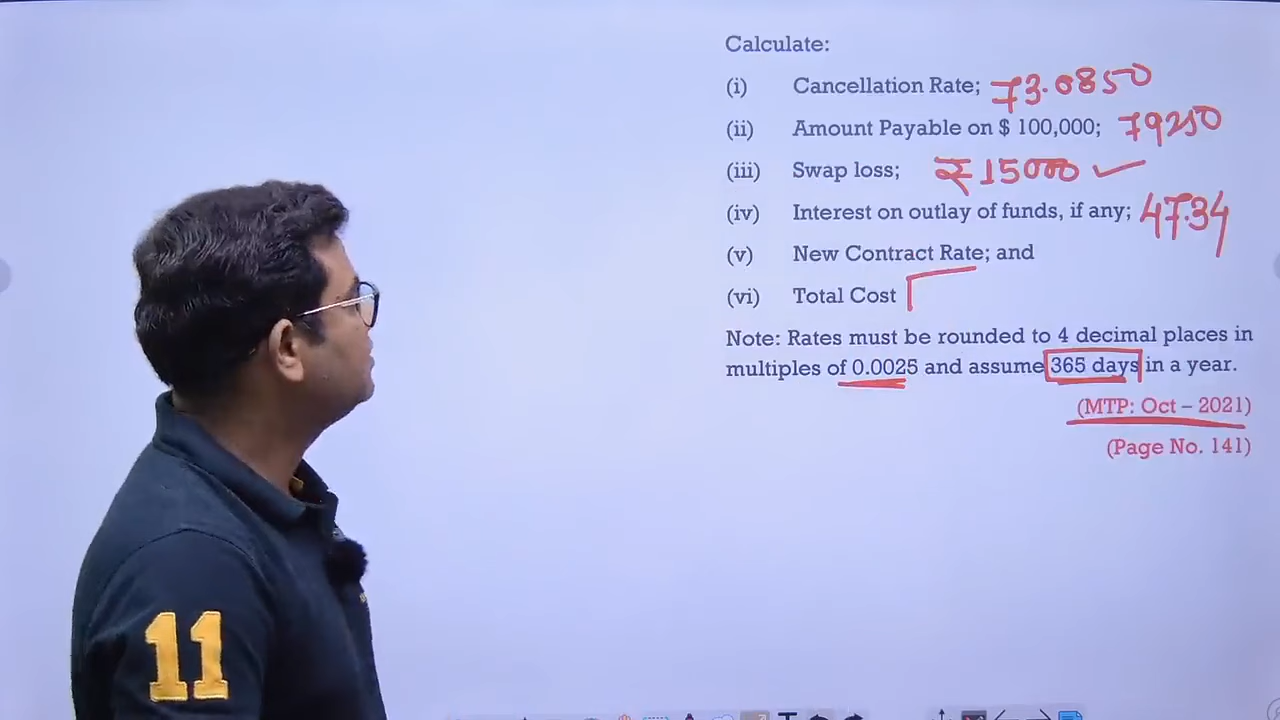 Calculate:
(i) Cancellation Rate; 73.0850
(ii) Amount Payable on $ 100,000; 79250
(iii) Swap loss; ₹15000 ✓
(iv) Interest on outlay of funds, if any; 47.34
(v) New Contract Rate; and
(vi) Total Cost
Note: Rates must be rounded to 4 decimal places in
multiples of 0.0025 and assume 365 days in a year.
(MTP: Oct – 2021)
(Page No. 141)
11